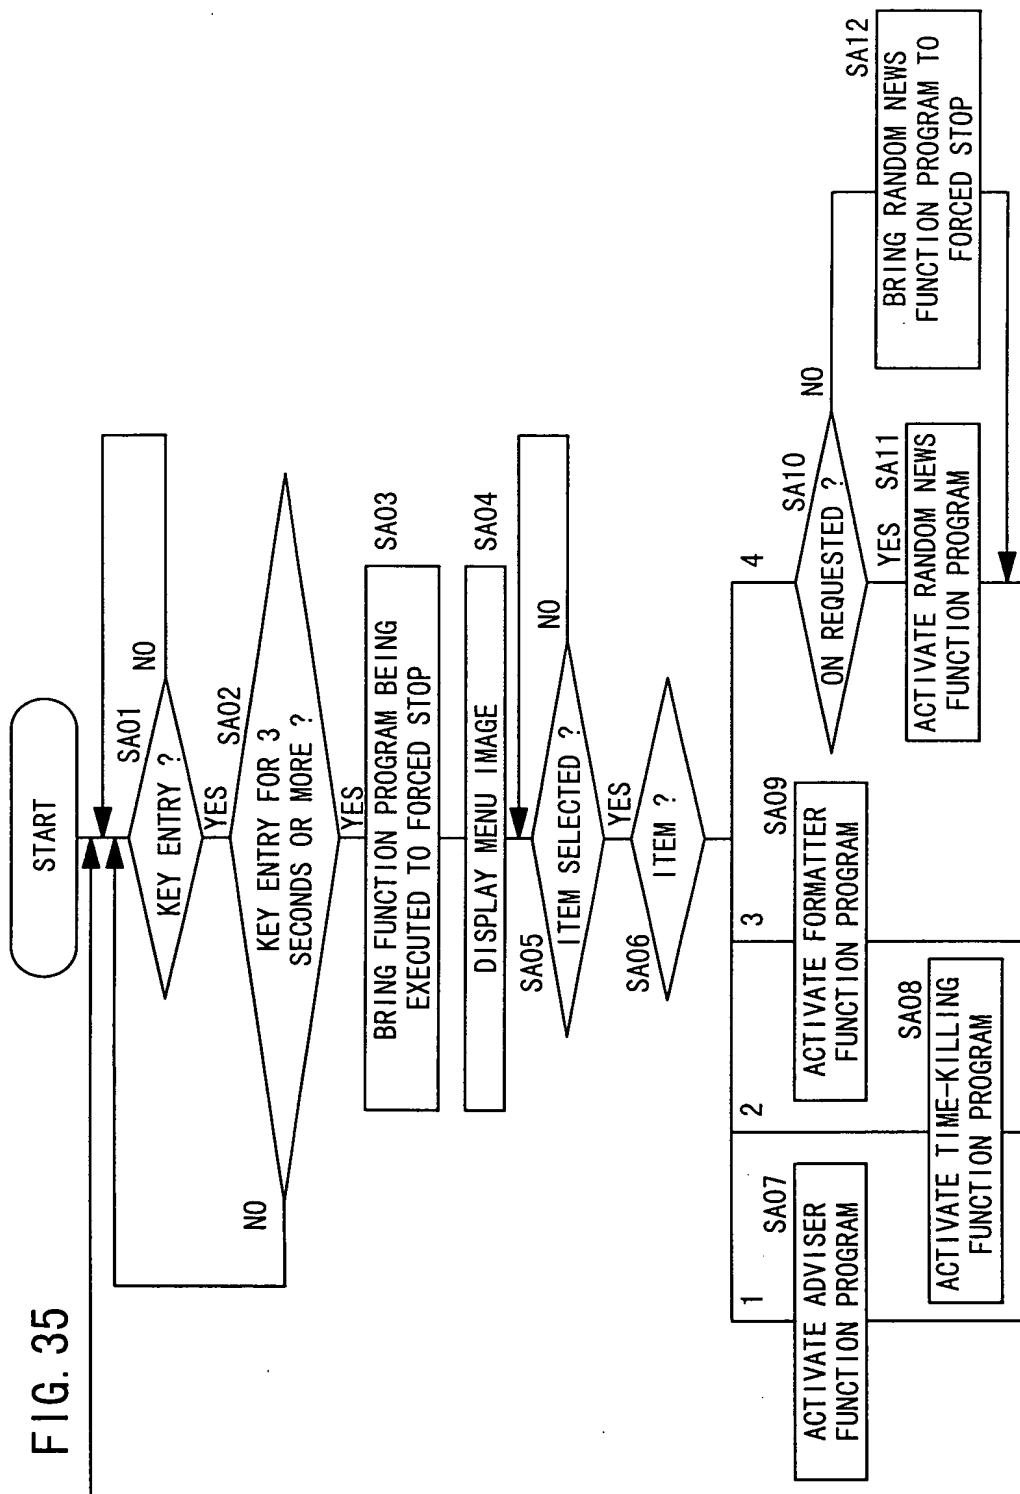 FIG. 35
START
SA01
KEY ENTRY ?
NO
YES
SA02
KEY ENTRY FOR 3
SECONDS OR MORE ?
NO
YES
SA03
BRING FUNCTION PROGRAM BEING
EXECUTED TO FORCED STOP
SA04
DISPLAY MENU IMAGE
SA05
ITEM SELECTED ?
NO
YES
SA06
ITEM ?
1
2
3
4
SA07
ACTIVATE ADVISER
FUNCTION PROGRAM
SA08
ACTIVATE TIME-KILLING
FUNCTION PROGRAM
SA09
ACTIVATE FORMATTER
FUNCTION PROGRAM
SA10
ON REQUESTED ?
NO
YES
SA11
ACTIVATE RANDOM NEWS
FUNCTION PROGRAM
SA12
BRING RANDOM NEWS
FUNCTION PROGRAM TO
FORCED STOP